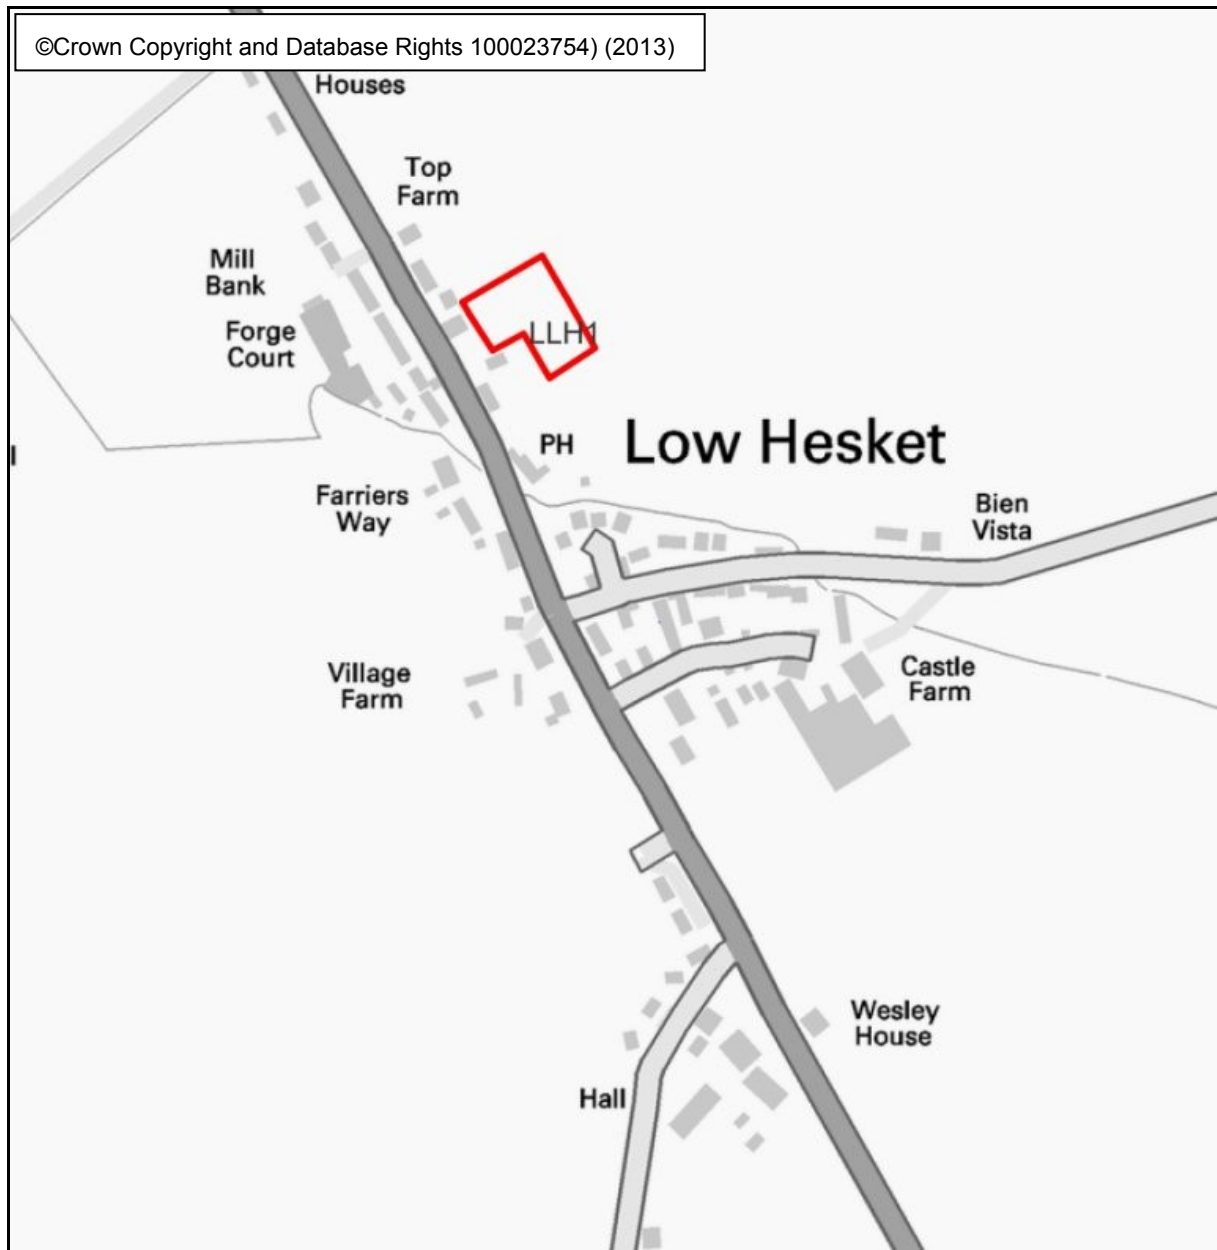 ©Crown Copyright and Database Rights 100023754) (2013)
Houses
Top
Farm
Mill
Bank
Forge
Court
LLH1
PH
Low Hesket
Farriers
Way
Bien
Vista
Village
Farm
Castle
Farm
Wesley
House
Hall